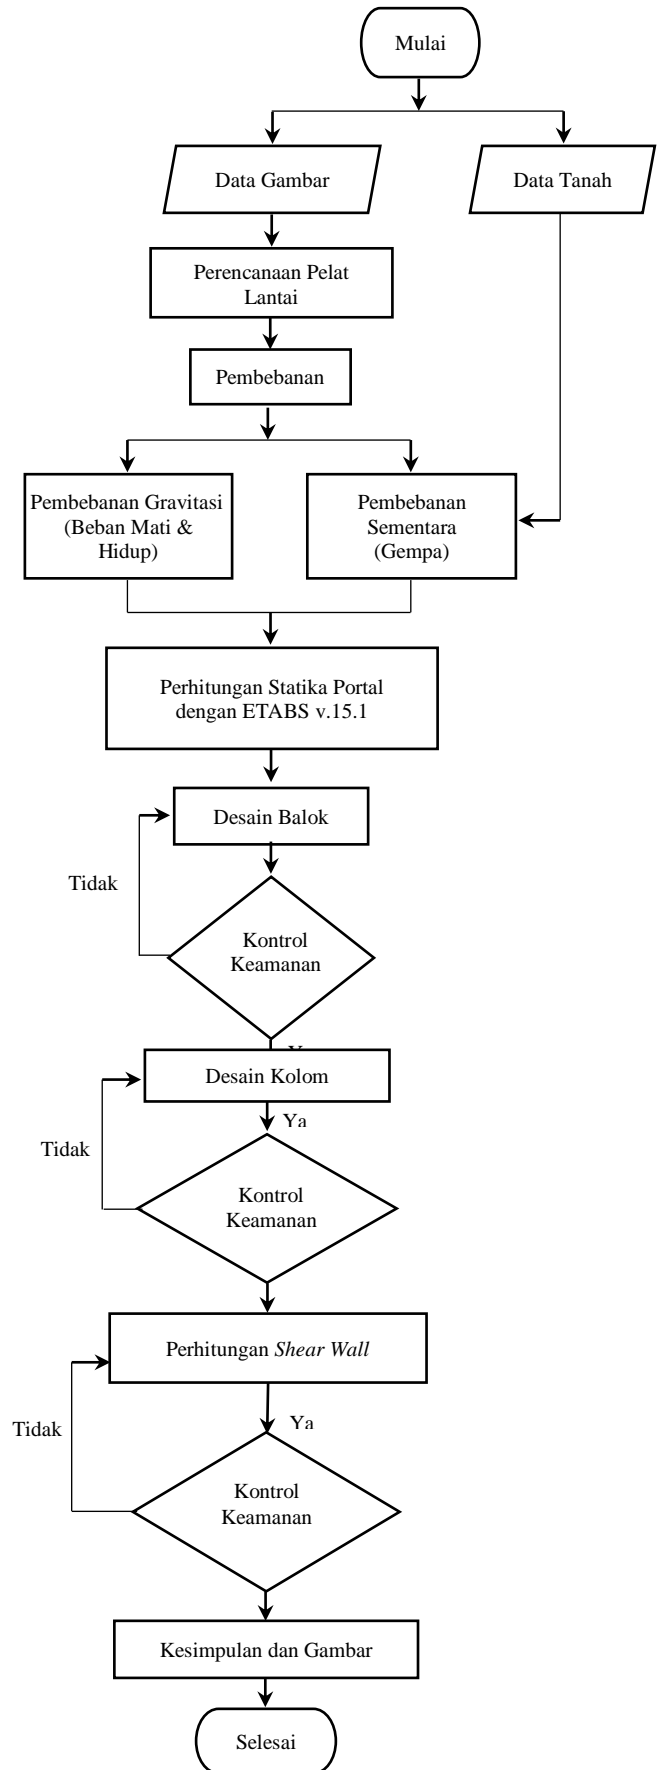 Mulai
Data Gambar
Data Tanah
Perencanaan Pelat
Lantai
Pembebanan
Pembebanan Gravitasi
(Beban Mati &
Hidup)
Pembebanan
Sementara
(Gempa)
Perhitungan Statika Portal
dengan ETABS v.15.1
Desain Balok
Tidak
Kontrol
Keamanan
Desain Kolom
Ya
Tidak
Kontrol
Keamanan
Perhitungan Shear Wall
Ya
Tidak
Kontrol
Keamanan
Kesimpulan dan Gambar
Selesai